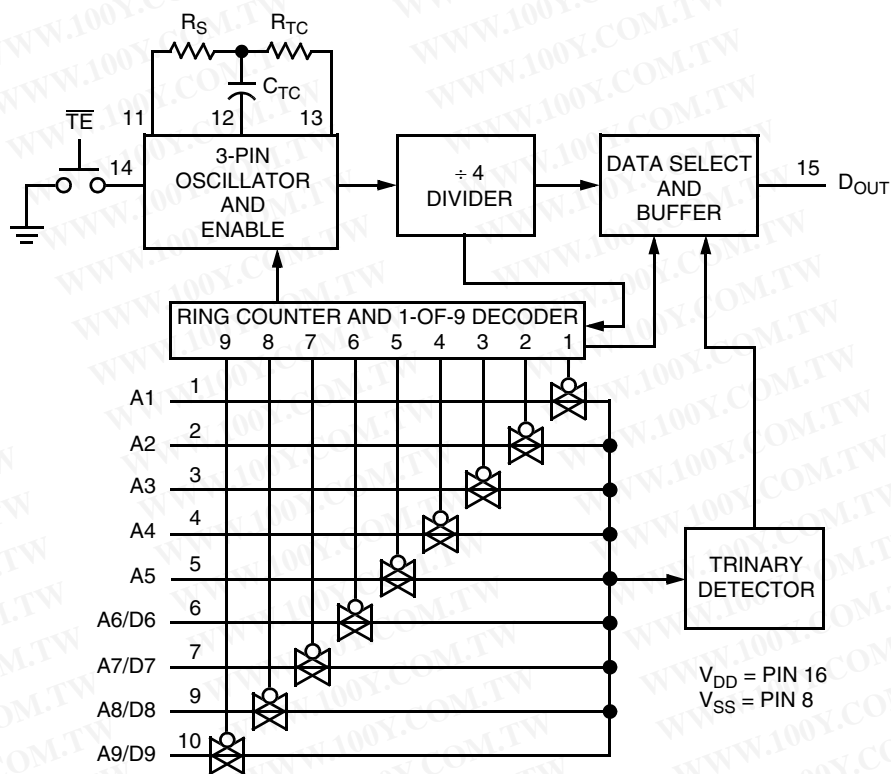 R_S R_TC
C_TC
11 12 13
TE
14
3-PIN
OSCILLATOR
AND
ENABLE
÷ 4
DIVIDER
DATA SELECT
AND
BUFFER
15
D_OUT
RING COUNTER AND 1-OF-9 DECODER
9 8 7 6 5 4 3 2 1
A1 1
A2 2
A3 3
A4 4
A5 5
A6/D6 6
A7/D7 7
A8/D8 9
A9/D9 10
TRINARY
DETECTOR
V_DD = PIN 16
V_SS = PIN 8
WWW.100Y.COM.TW